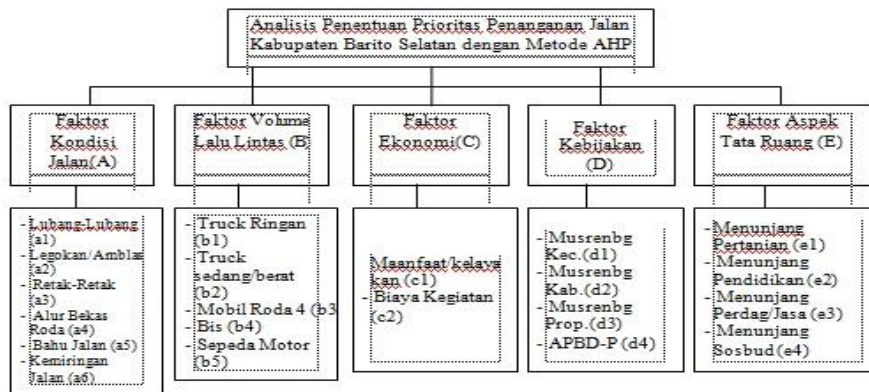 Analisis Penentuan Prioritas Penanganan Jalan
Kabupaten Barito Selatan dengan Metode AHP
Faktor
Kondisi
Jalan(A)
Faktor Volume
Lalu Lintas (B)
Faktor
Ekonomi(C)
Faktor
Kebijakan
(D)
Faktor Aspek
Tata Ruang (E)
- Lubang-Lubang
(a1)
- Legokan/Amblas
(a2)
- Retak-Retak
(a3)
- Alur Bekas
Roda (a4)
- Bahu Jalan (a5)
- Kemiringan
Jalan (a6)
- Truck Ringan
(b1)
- Truck
sedang/berat
(b2)
- Mobil Roda 4 (b3
- Bis (b4)
- Sepeda Motor
(b5)
Maanfaat/kelaya
kan (c1)
- Biaya Kegiatan
(c2)
- Musrenbg
Kec.(d1)
- Musrenbg
Kab.(d2)
- Musrenbg
Prop.(d3)
- APBD-P (d4)
- Menunjang
Pertanian (e1)
- Menunjang
Pendidikan (e2)
- Menunjang
Perdag/Jasa (e3)
- Menunjang
Sosbud (e4)